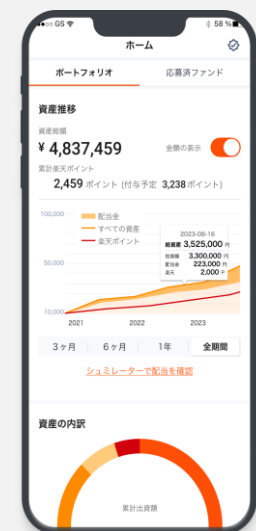 GS 58 %
ホーム
ポートフォリオ 応募済ファンド
資産推移
資産総額
¥ 4,837,459 金額の表示
累計楽天ポイント
2,459 ポイント (付与予定 3,238ポイント)
100,000
50,000
10,000
配当金
すべての資産
楽天ポイント
2023-08-16
総資産 3,525,000 円
投資額 3,300,000 円
配当金 223,000 円
楽天 2,000 P
2021 2022 2023
3ヶ月 6ヶ月 1年 全期間
シュミレーターで配当を確認
資産の内訳
累計出資額